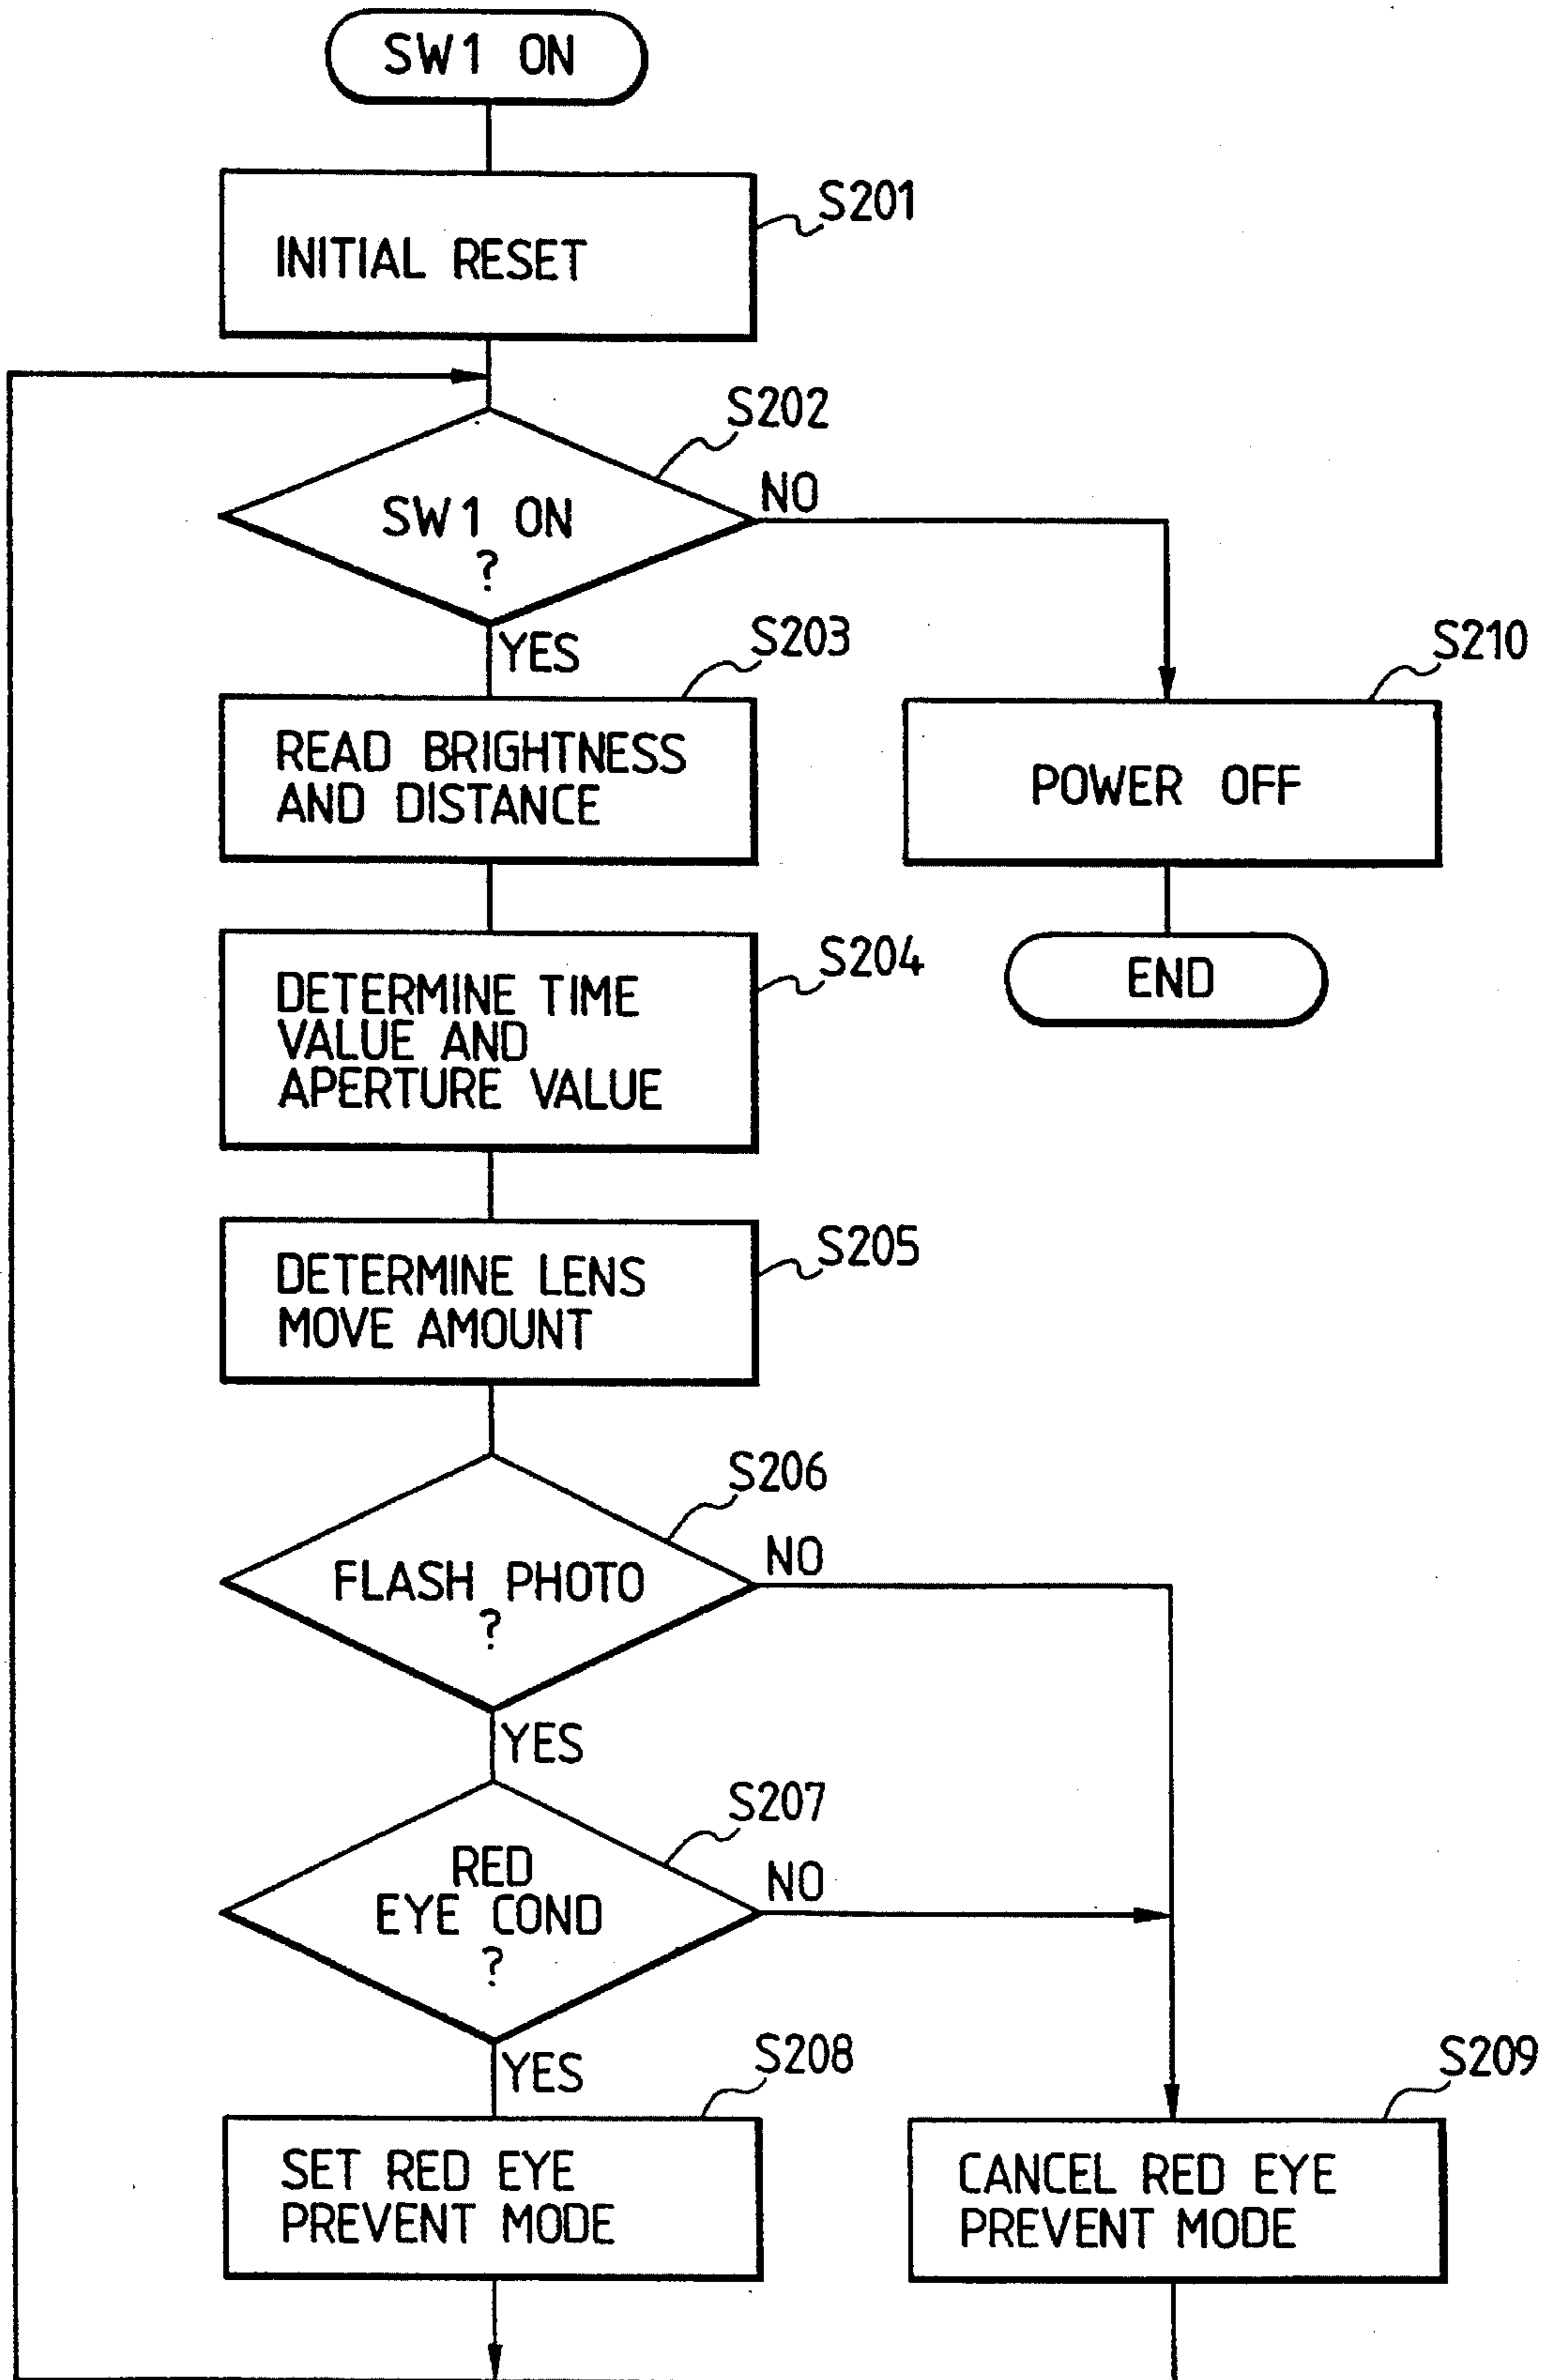 SW1 ON
S201
INITIAL RESET
S202
SW1 ON
?
NO
YES
S203
READ BRIGHTNESS
AND DISTANCE
S210
POWER OFF
END
S204
DETERMINE TIME
VALUE AND
APERTURE VALUE
S205
DETERMINE LENS
MOVE AMOUNT
S206
FLASH PHOTO
?
NO
YES
S207
RED
EYE COND
?
NO
YES
S208
SET RED EYE
PREVENT MODE
S209
CANCEL RED EYE
PREVENT MODE